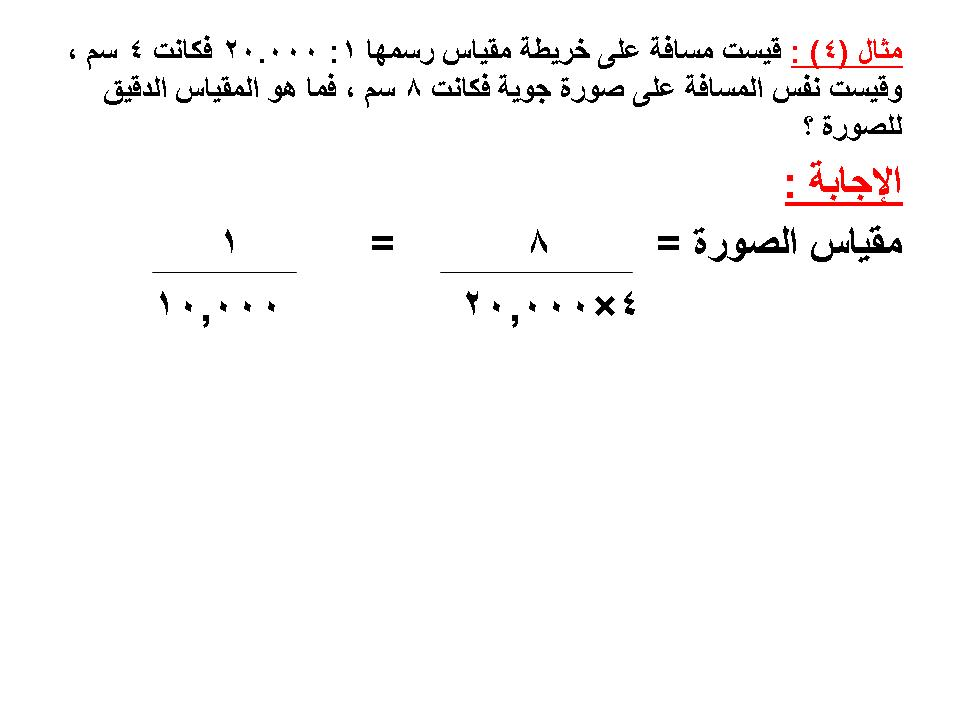 مثال (٤) : قيست مسافة على خريطة مقياس رسمها ١ : ٢٠.٠٠٠ فكانت ٤ سم ،
وقيست نفس المسافة على صورة جوية فكانت ٨ سم ، فما هو المقياس الدقيق
للصورة ؟
الإجابة :
مقياس الصورة = ٨ = ١
٤×٢٠,٠٠٠ ١٠,٠٠٠